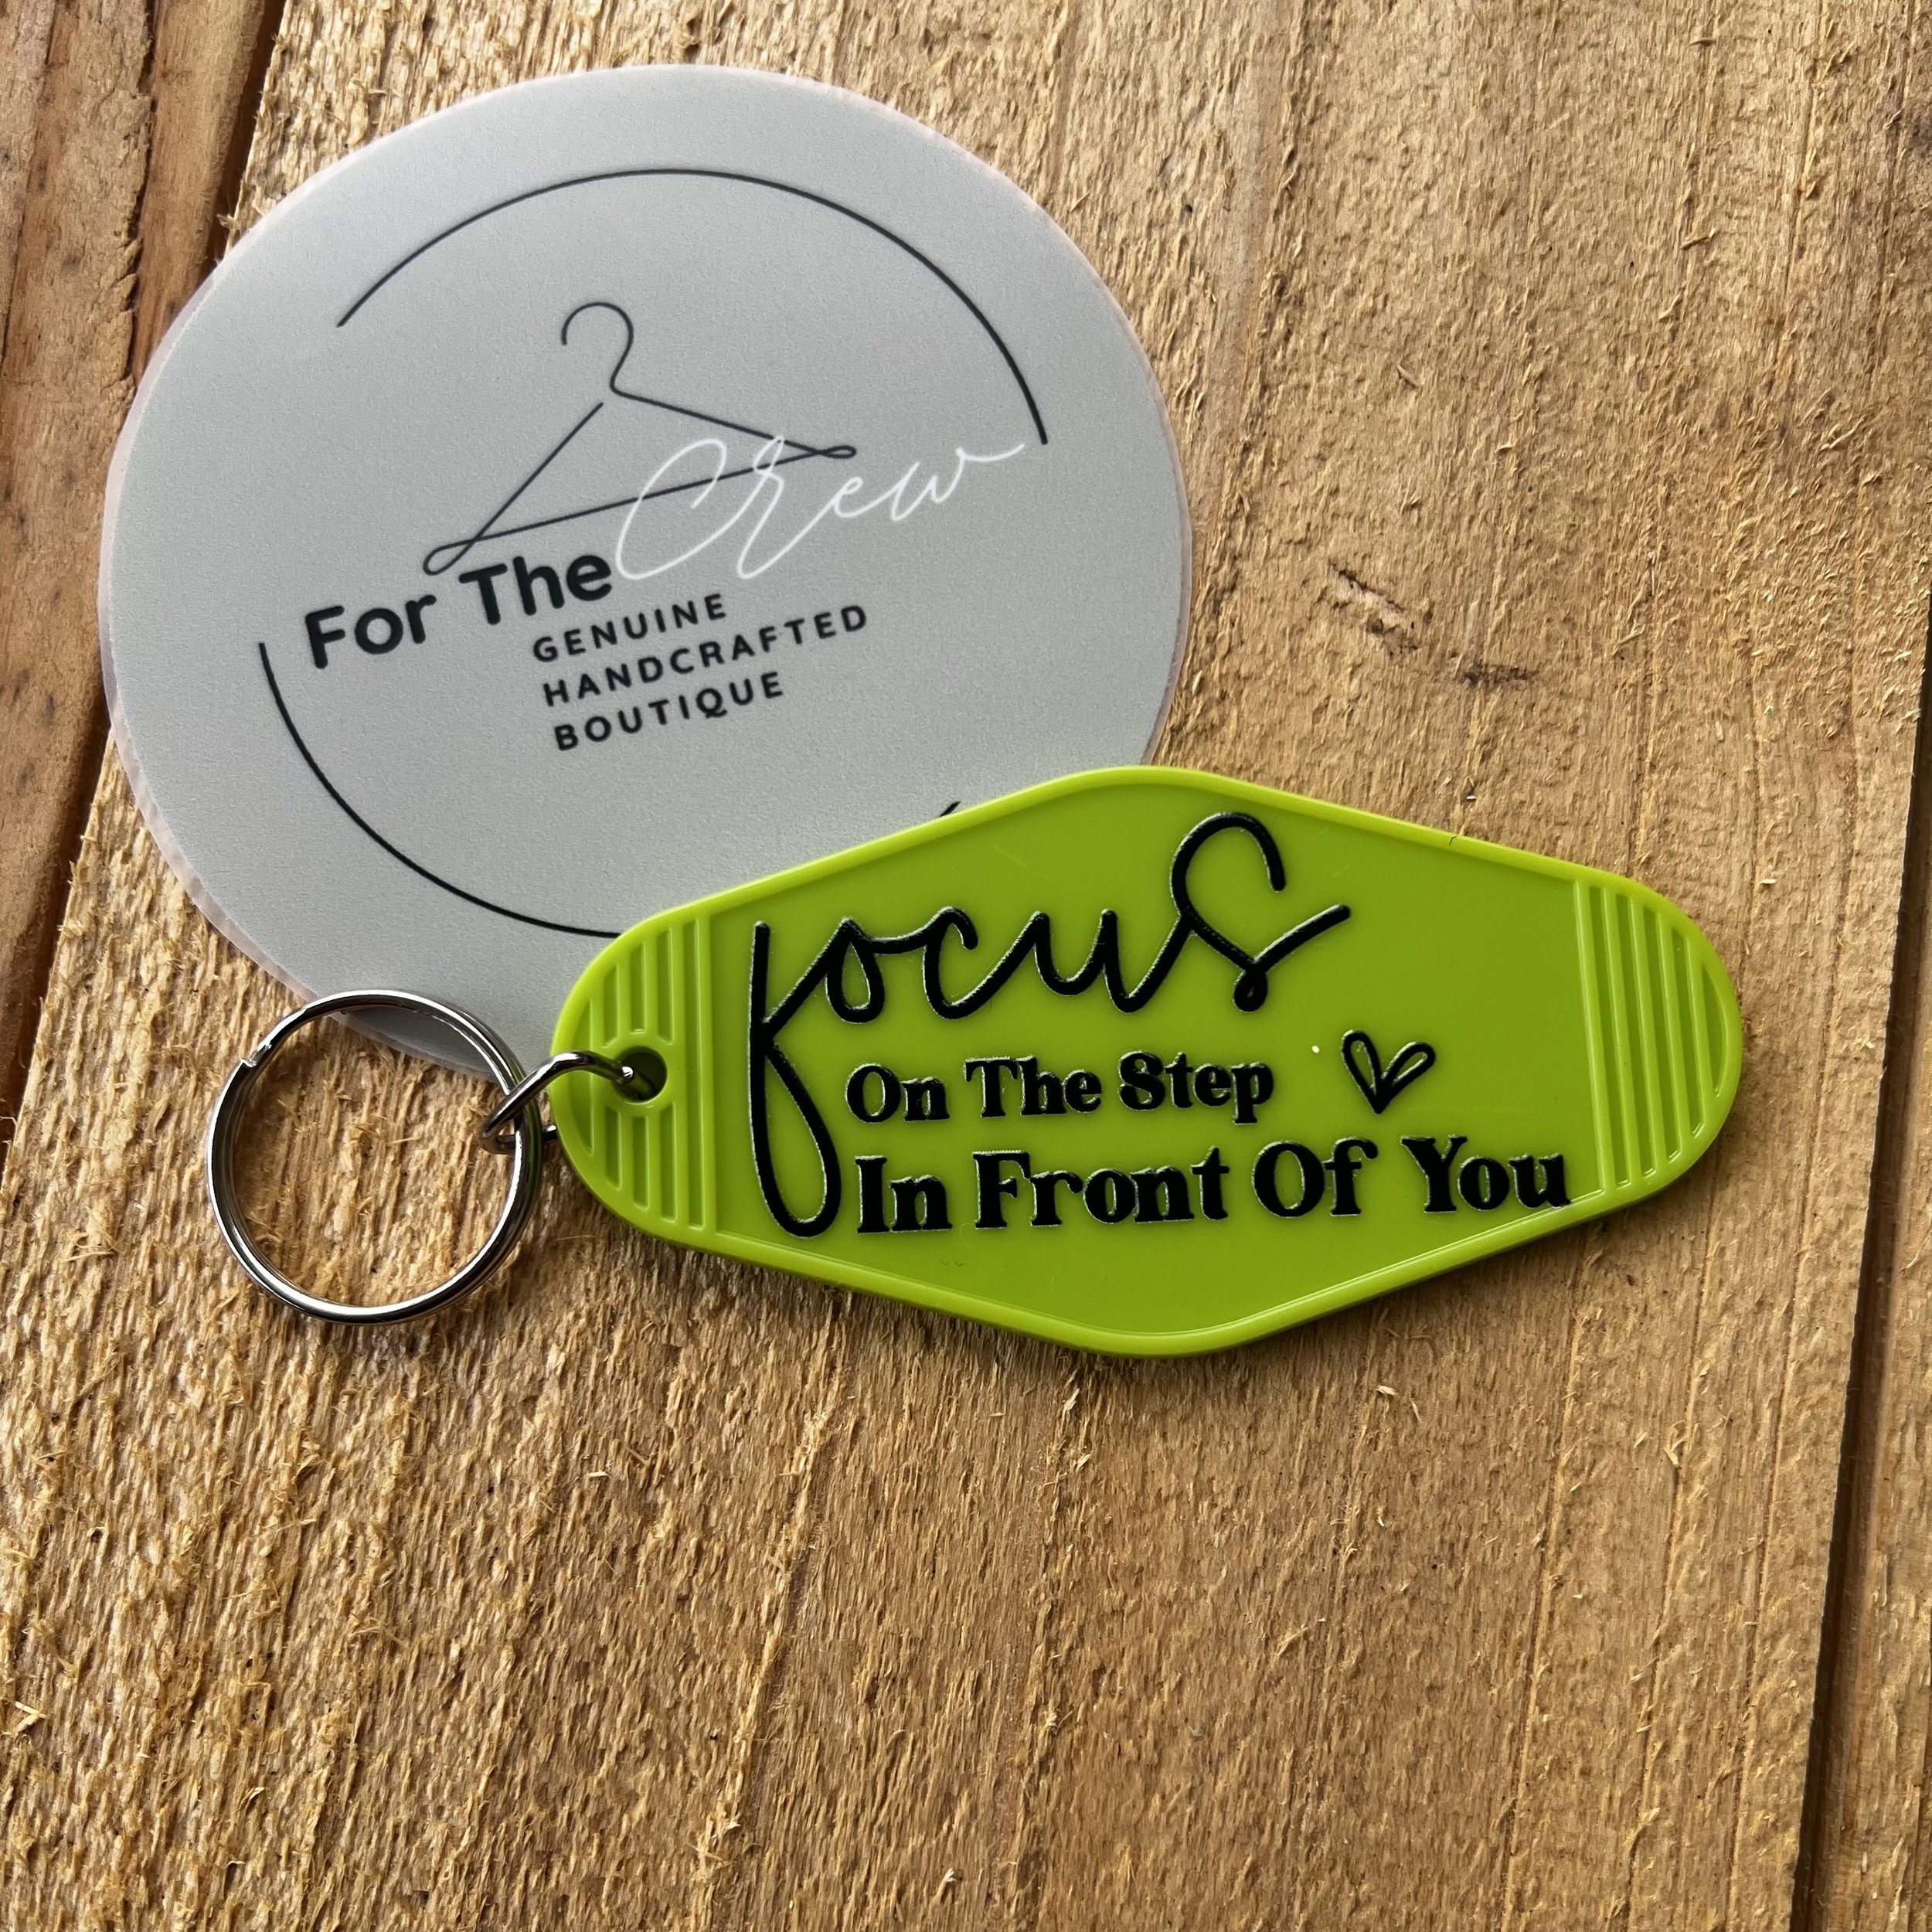 For The Crew
GENUINE
HANDCRAFTED
BOUTIQUE
focus
On The Step
In Front Of You